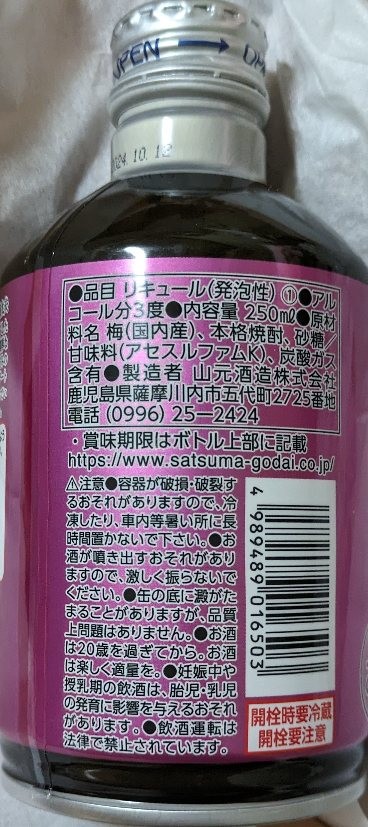 OPEN
2024.10.12
●品目 リキュール(発泡性)①●アル
コール分3度●内容量 250㎖●原材
料名 梅(国内産)、本格焼酎、砂糖／
甘味料(アセスルファムK)、炭酸ガス
含有●製造者 山元酒造株式会社
鹿児島県薩摩川内市五代町2725番地
電話 (0996) 25-2424
・賞味期限はボトル上部に記載
https://www.satsuma-godai.co.jp/
⚠注意●容器が破損・破裂す
るおそれがありますので、冷
凍したり、車内等暑い所に長
時間置かないで下さい。●お
酒が噴き出すおそれがあり
ますので、激しく振らないで
ください。●缶の底に澱がた
まることがありますが、品質
上問題はありません。●お酒
は20歳を過ぎてから。お酒
は楽しく適量を。●妊娠中や
授乳期の飲酒は、胎児・乳児
の発育に影響を与えるおそれ
があります。●飲酒運転は
法律で禁止されています。
4 989489 016503
開栓時要冷蔵
開栓要注意